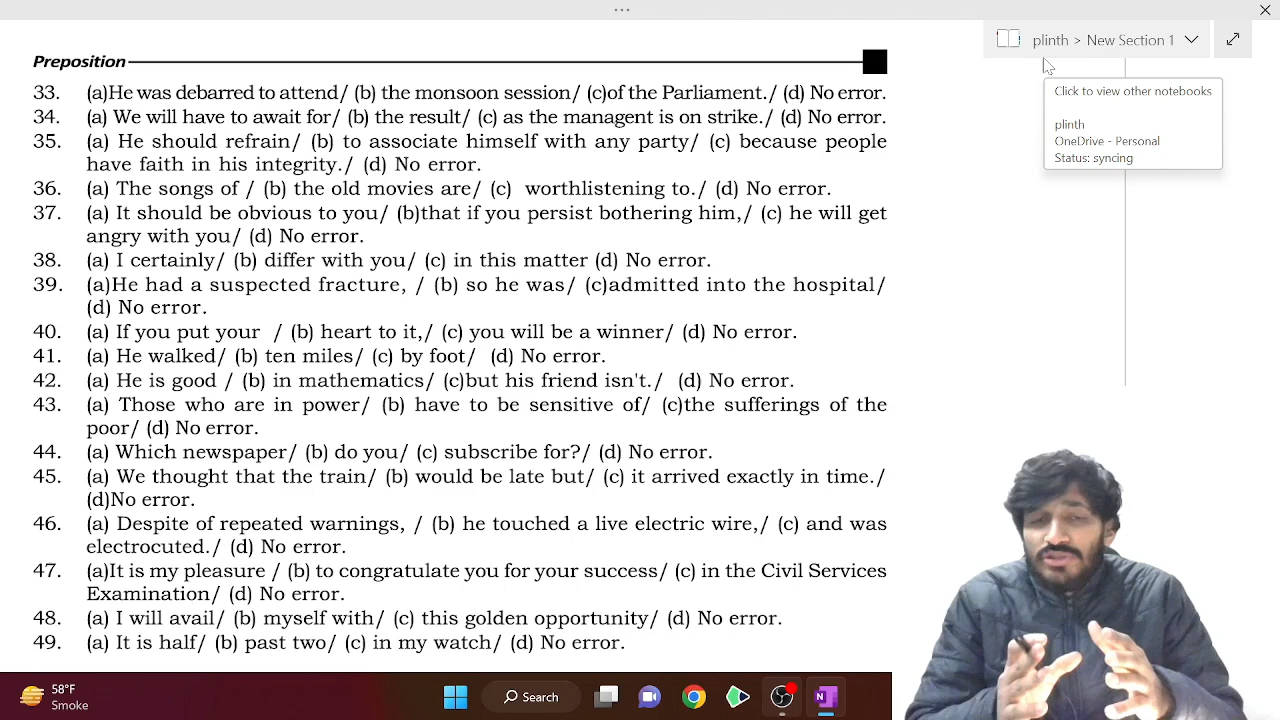 plinth > New Section 1
Preposition
Click to view other notebooks
33. (a)He was debarred to attend/ (b) the monsoon session/ (c)of the Parliament./ (d) No error.
34. (a) We will have to await for/ (b) the result/ (c) as the managent is on strike./ (d) No error.
plinth
OneDrive - Personal
Status: syncing
35. (a) He should refrain/ (b) to associate himself with any party/ (c) because people
have faith in his integrity./ (d) No error.
36. (a) The songs of / (b) the old movies are/ (c) worthlistening to./ (d) No error.
37. (a) It should be obvious to you/ (b)that if you persist bothering him,/ (c) he will get
angry with you/ (d) No error.
38. (a) I certainly/ (b) differ with you/ (c) in this matter (d) No error.
39. (a)He had a suspected fracture, / (b) so he was/ (c)admitted into the hospital/
(d) No error.
40. (a) If you put your / (b) heart to it,/ (c) you will be a winner/ (d) No error.
41. (a) He walked/ (b) ten miles/ (c) by foot/ (d) No error.
42. (a) He is good / (b) in mathematics/ (c)but his friend isn't./ (d) No error.
43. (a) Those who are in power/ (b) have to be sensitive of/ (c)the sufferings of the
poor/ (d) No error.
44. (a) Which newspaper/ (b) do you/ (c) subscribe for?/ (d) No error.
45. (a) We thought that the train/ (b) would be late but/ (c) it arrived exactly in time./
(d)No error.
46. (a) Despite of repeated warnings, / (b) he touched a live electric wire,/ (c) and was
electrocuted./ (d) No error.
47. (a)It is my pleasure / (b) to congratulate you for your success/ (c) in the Civil Services
Examination/ (d) No error.
48. (a) I will avail/ (b) myself with/ (c) this golden opportunity/ (d) No error.
49. (a) It is half/ (b) past two/ (c) in my watch/ (d) No error.
58°F
Smoke
Search